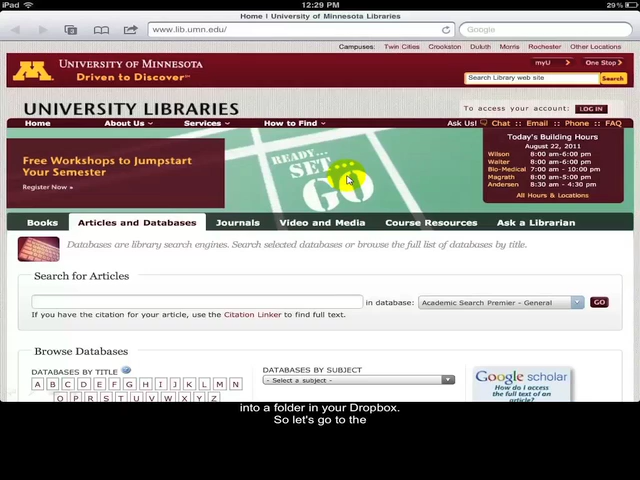 iPad 12:29 PM 29%
Home | University of Minnesota Libraries
www.lib.umn.edu/ Google
Campuses: Twin Cities Crookston Duluth Morris Rochester Other Locations
M UNIVERSITY OF MINNESOTA
Driven to Discover℠
myU One Stop
Search Library web site Search
UNIVERSITY LIBRARIES
To access your account: LOG IN
Home About Us Services How to Find Ask Us! Chat :: Email :: Phone :: FAQ
Free Workshops to Jumpstart
Your Semester
Register Now »
READY...
SET
GO
Today's Building Hours
August 22, 2011
Wilson 8:00 am-6:00 pm
Walter 8:00 am-6:00 pm
Bio-Medical 7:00 am - 10:00 pm
Magrath 8:00 am-5:00 pm
Andersen 8:30 am - 4:30 pm
All Hours & Locations
Books Articles and Databases Journals Video and Media Course Resources Ask a Librarian
Databases are library search engines. Search selected databases or browse the full list of databases by title.
Search for Articles
in database: Academic Search Premier - General GO
If you have the citation for your article, use the Citation Linker to find full text.
Browse Databases
DATABASES BY TITLE
A B C D E F G H I J K L M N
O P R S T U V W X Y Z
DATABASES BY SUBJECT
- Select a subject -
Google scholar
How do I access
the full text of an
article?
into a folder in your Dropbox.
So let's go to the